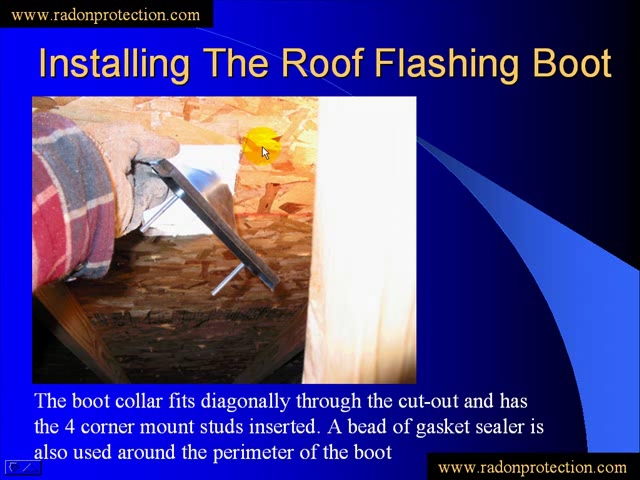 www.radonprotection.com
Installing The Roof Flashing Boot
The boot collar fits diagonally through the cut-out and has
the 4 corner mount studs inserted. A bead of gasket sealer is
also used around the perimeter of the boot
www.radonprotection.com